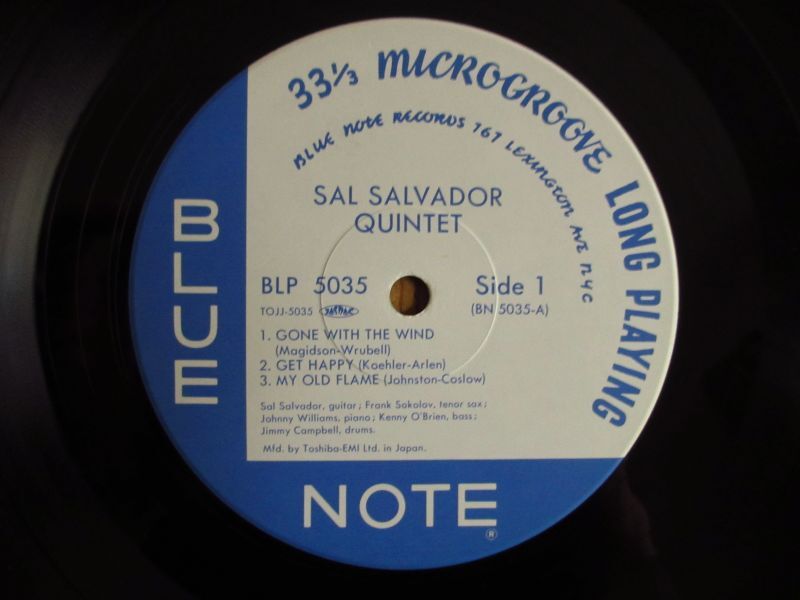 33⅓ MICROGROOVE LONG PLAYING
BLUE NOTE RECORDS 767 LEXINGTON AVE N.Y.C
SAL SALVADOR
QUINTET
BLP 5035 Side 1
TOJJ-5035 (BN 5035-A)
1. GONE WITH THE WIND
(Magidson-Wrubell)
2. GET HAPPY (Koehler-Arlen)
3. MY OLD FLAME (Johnston-Coslow)
Sal Salvador, guitar; Frank Sokolov, tenor sax;
Johnny Williams, piano; Kenny O'Brien, bass;
Jimmy Campbell, drums.
Mfd. by Toshiba-EMI Ltd. in Japan.
BLUE
NOTE®